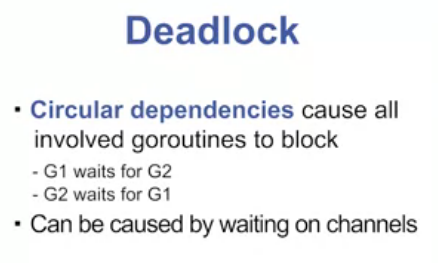 Deadlock
▪ Circular dependencies cause all
involved goroutines to block
- G1 waits for G2
- G2 waits for G1
▪ Can be caused by waiting on channels